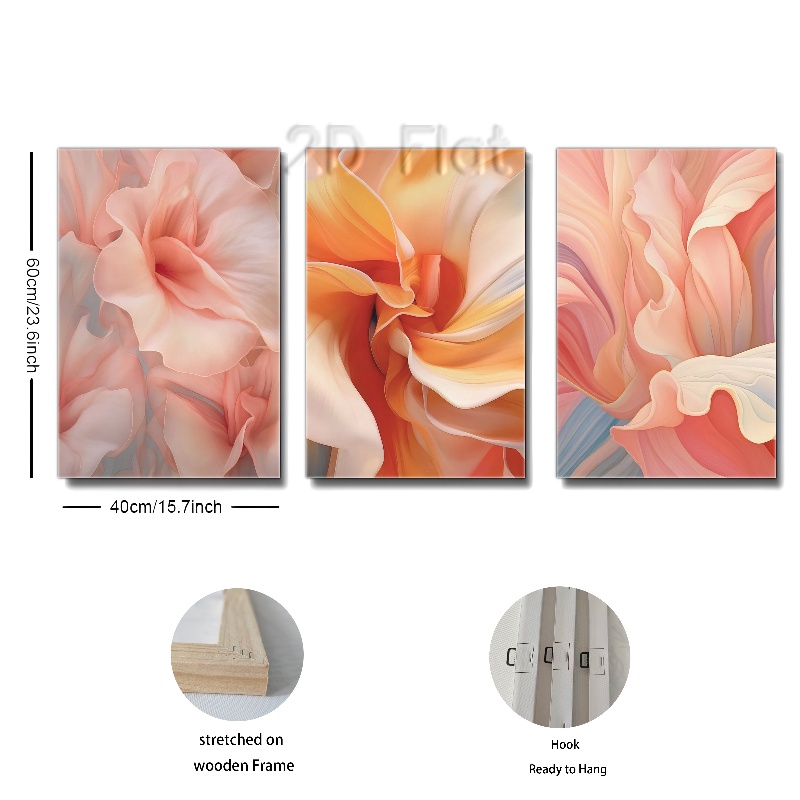 2D Flat
60cm/23.6inch
40cm/15.7inch
stretched on
wooden Frame
Hook
Ready to Hang